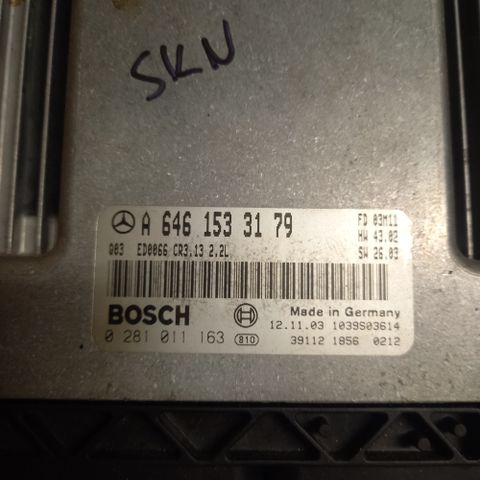 SKN
A 646 153 31 79
FD 03M11
HW 43.02
Q03 ED0066 CR3.13 2.2L
SW 26.03
BOSCH
Made in Germany
12.11.03 1039S03614
0 281 011 163 810
39112 1856 0212